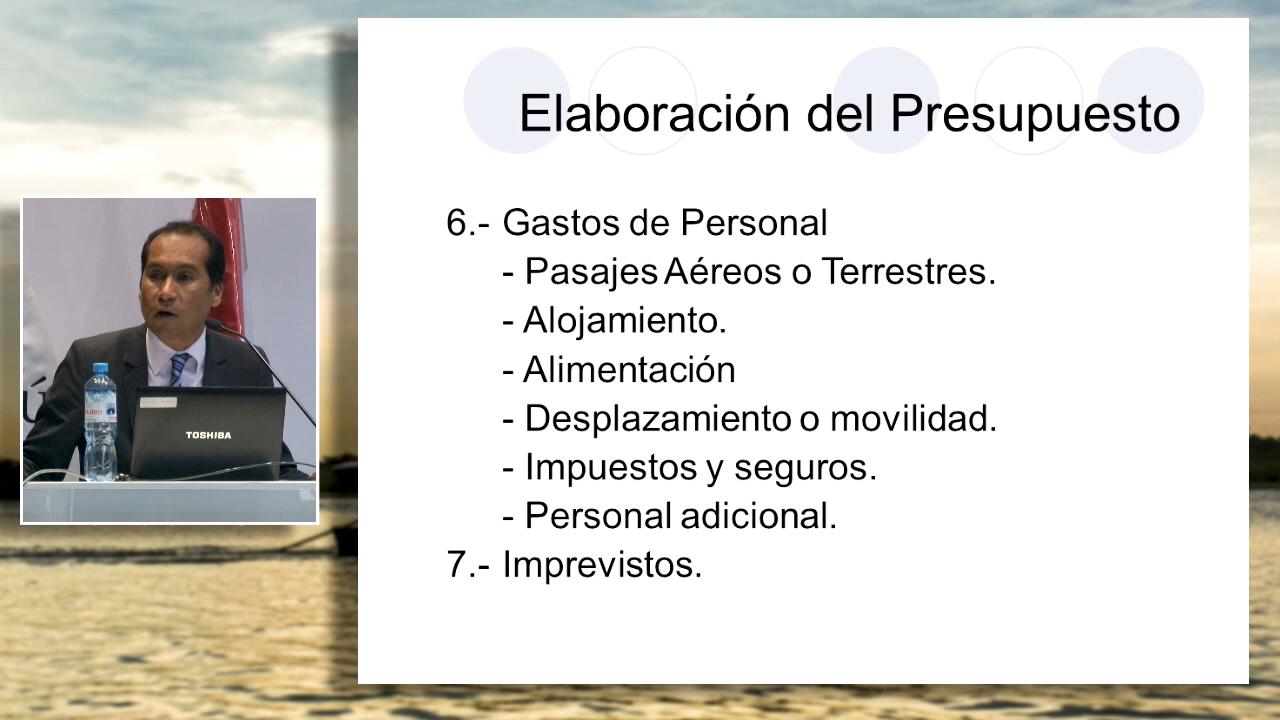 Elaboración del Presupuesto
6.- Gastos de Personal
- Pasajes Aéreos o Terrestres.
- Alojamiento.
- Alimentación
- Desplazamiento o movilidad.
- Impuestos y seguros.
- Personal adicional.
7.- Imprevistos.
TOSHIBA
Ú